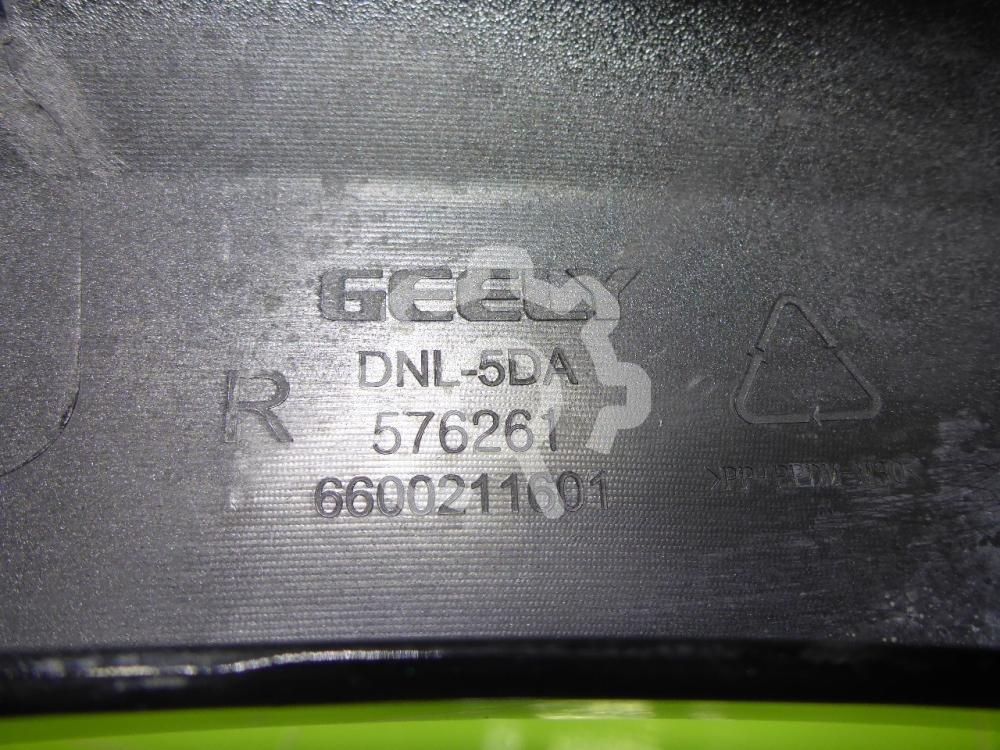 GEELY
DNL-5DA
R
576261
6600211601